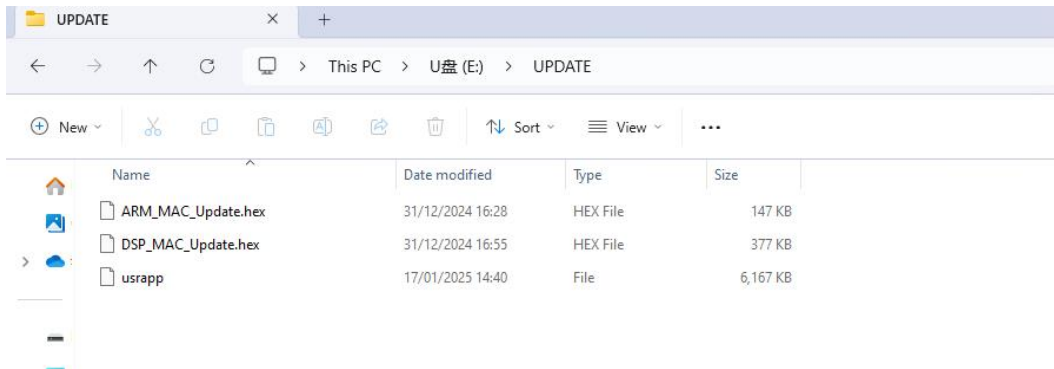 UPDATE
This PC > U盘 (E:) > UPDATE
New Sort View ...
Name Date modified Type Size
ARM_MAC_Update.hex 31/12/2024 16:28 HEX File 147 KB
DSP_MAC_Update.hex 31/12/2024 16:55 HEX File 377 KB
usrapp 17/01/2025 14:40 File 6,167 KB